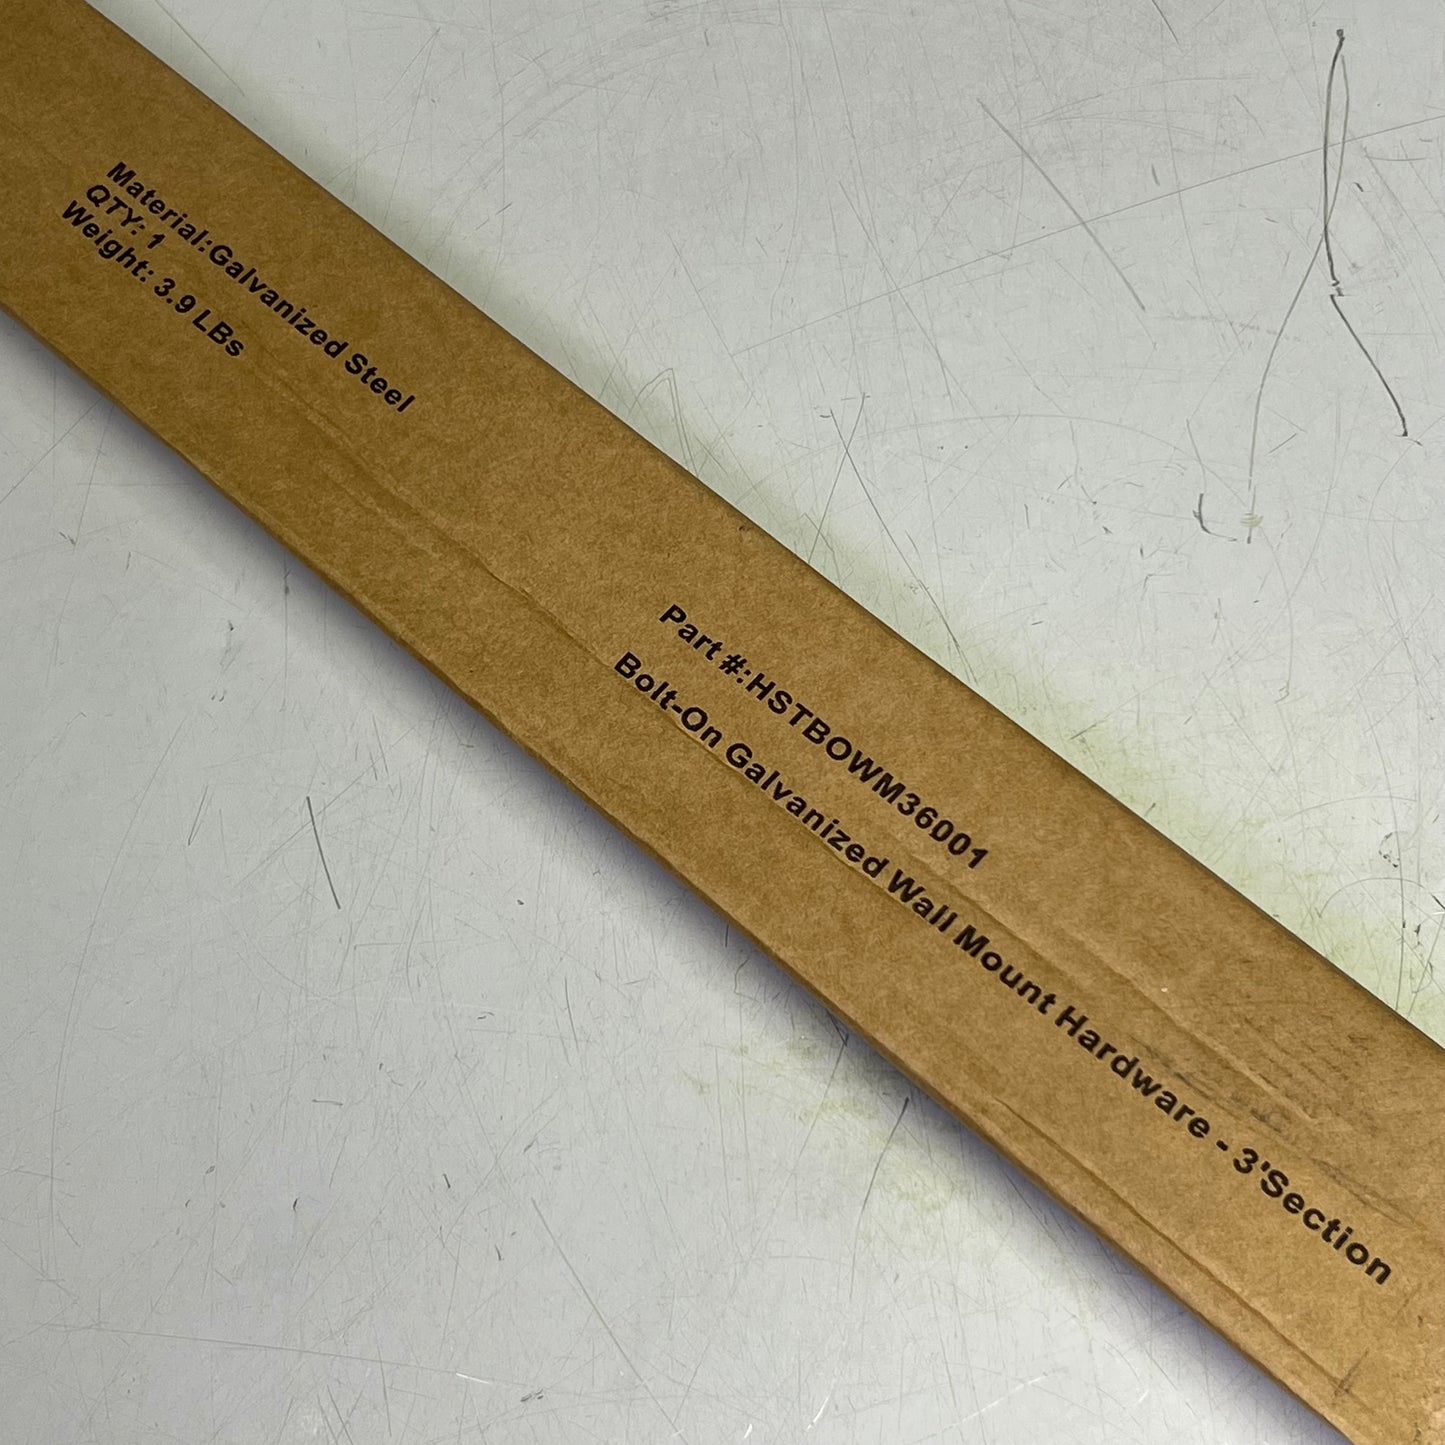 Material:Galvanized Steel
QTY: 1
Weight: 3.9 LBs
Part #:HSTBOWM36001
Bolt-On Galvanized Wall Mount Hardware - 3'Section